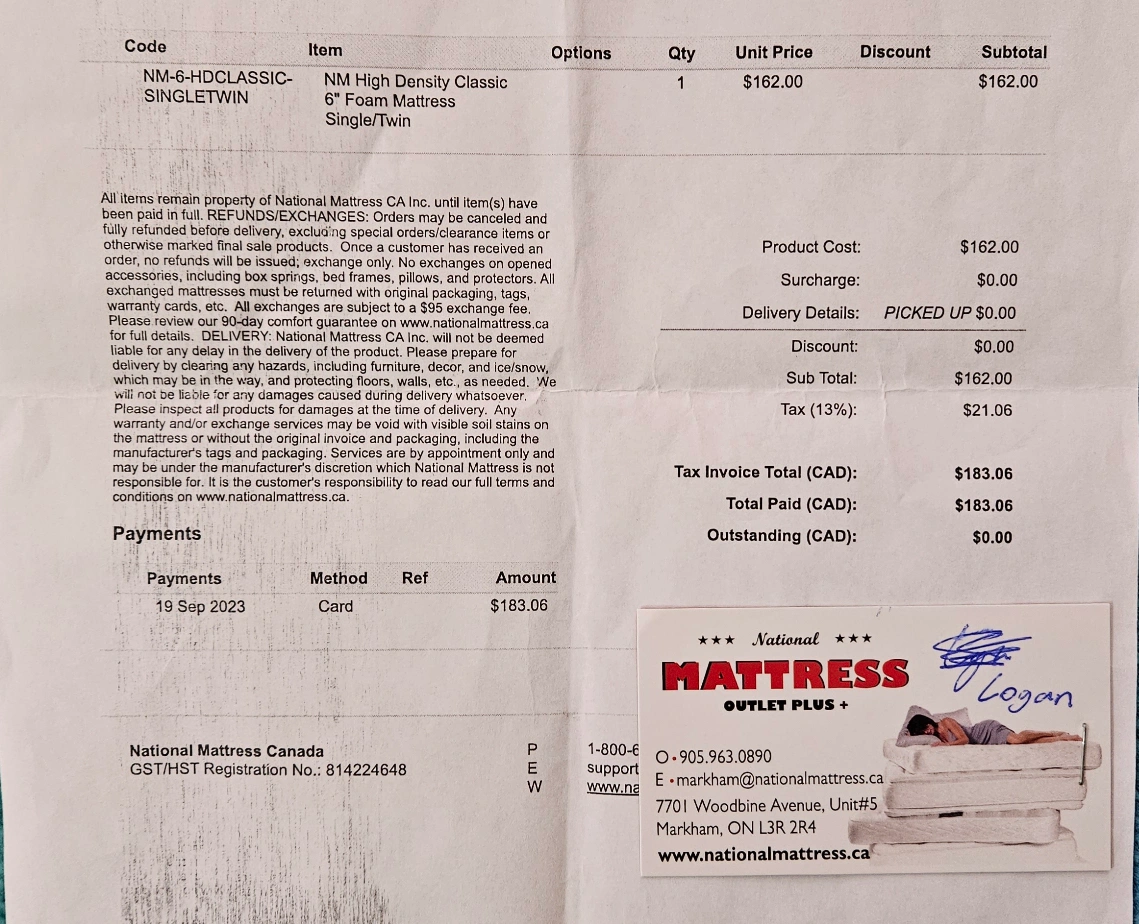 Code Item Options Qty Unit Price Discount Subtotal
NM-6-HDCLASSIC- NM High Density Classic 1 $162.00 $162.00
SINGLETWIN 6" Foam Mattress
Single/Twin
All items remain property of National Mattress CA Inc. until item(s) have
been paid in full. REFUNDS/EXCHANGES: Orders may be canceled and
fully refunded before delivery, excluding special orders/clearance items or
otherwise marked final sale products. Once a customer has received an
order, no refunds will be issued; exchange only. No exchanges on opened
accessories, including box springs, bed frames, pillows, and protectors. All
exchanged mattresses must be returned with original packaging, tags,
warranty cards, etc. All exchanges are subject to a $95 exchange fee.
Please review our 90-day comfort guarantee on www.nationalmattress.ca
for full details. DELIVERY: National Mattress CA Inc. will not be deemed
liable for any delay in the delivery of the product. Please prepare for
delivery by clearing any hazards, including furniture, decor, and ice/snow,
which may be in the way, and protecting floors, walls, etc., as needed. We
will not be liable for any damages caused during delivery whatsoever.
Please inspect all products for damages at the time of delivery. Any
warranty and/or exchange services may be void with visible soil stains on
the mattress or without the original invoice and packaging, including the
manufacturer's tags and packaging. Services are by appointment only and
may be under the manufacturer's discretion which National Mattress is not
responsible for. It is the customer's responsibility to read our full terms and
conditions on www.nationalmattress.ca.
Product Cost: $162.00
Surcharge: $0.00
Delivery Details: PICKED UP $0.00
Discount: $0.00
Sub Total: $162.00
Tax (13%): $21.06
Tax Invoice Total (CAD): $183.06
Total Paid (CAD): $183.06
Outstanding (CAD): $0.00
Payments
Payments Method Ref Amount
19 Sep 2023 Card $183.06
National Mattress Canada P 1-800-6
GST/HST Registration No.: 814224648 E support
W www.na
★★★ National ★★★
MATTRESS
OUTLET PLUS +
Logan
O • 905.963.0890
E • markham@nationalmattress.ca
7701 Woodbine Avenue, Unit#5
Markham, ON L3R 2R4
www.nationalmattress.ca